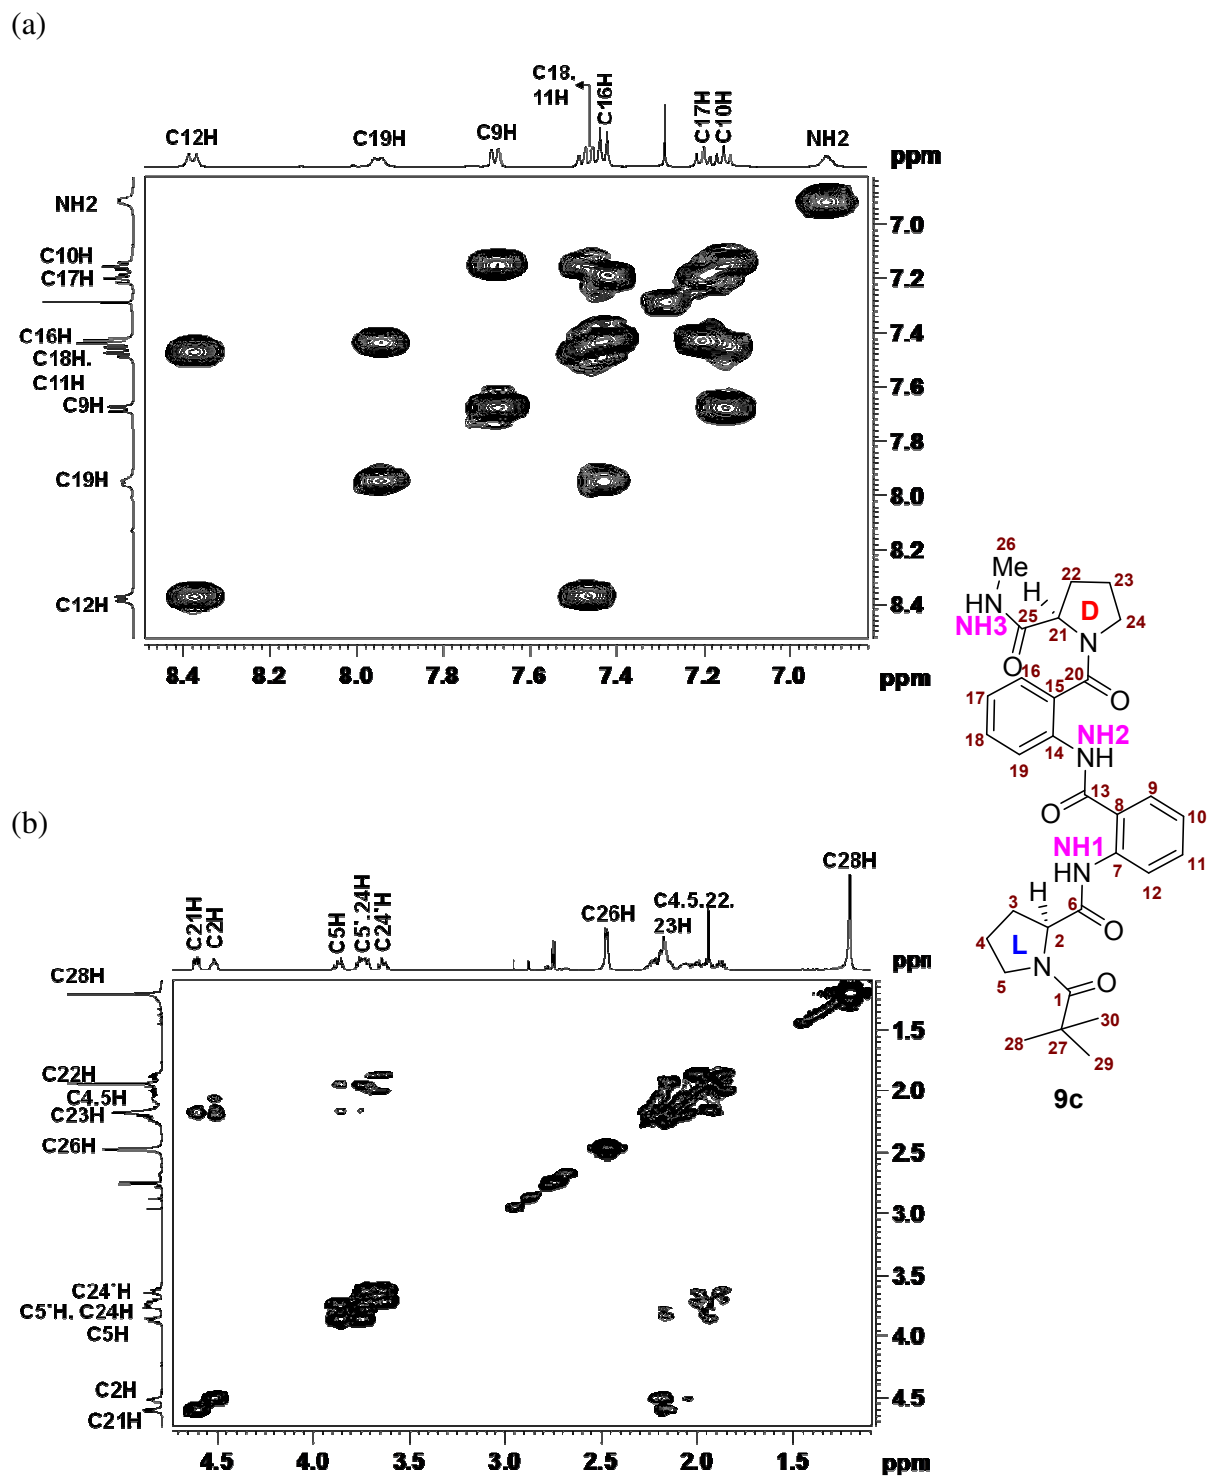 (a)
C18.
11H
C12H
C19H
C9H
C16H
C17H
C10H
NH2
ppm
NH2
C10H
C17H
C16H
C18H.
C11H
C9H
C19H
C12H
7.0
7.2
7.4
7.6
7.8
8.0
8.2
8.4
8.4 8.2 8.0 7.8 7.6 7.4 7.2 7.0 ppm
26
Me
22
23
H
HN
NH3
25
D
24
21
N
O
16
15
20
O
17
18
19
14
NH2
NH
13
O
8
9
10
NH1
HN
7
11
12
H
3
6
O
4
L
2
5
N
1
O
30
28
27
29
9c
(b)
C21H
C2H
C5H
C5'.24H
C24'H
C26H
C4.5.22.
23H
C28H
ppm
C28H
C22H
C4.5H
C23H
C26H
C24'H
C5'H. C24H
C5H
C2H
C21H
1.5
2.0
2.5
3.0
3.5
4.0
4.5
4.5 4.0 3.5 3.0 2.5 2.0 1.5 ppm